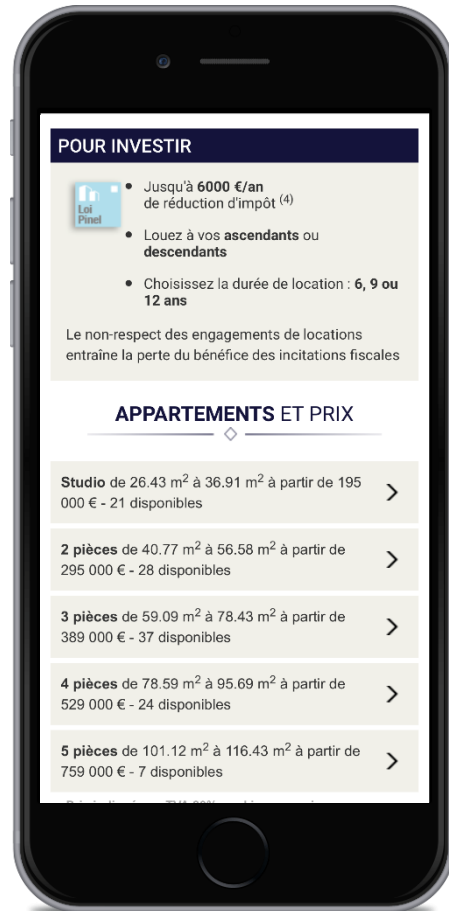 POUR INVESTIR
Loi
Pinel
• Jusqu'à 6000 €/an
de réduction d'impôt (4)
• Louez à vos ascendants ou
descendants
• Choisissez la durée de location : 6, 9 ou
12 ans
Le non-respect des engagements de locations
entraîne la perte du bénéfice des incitations fiscales
APPARTEMENTS ET PRIX
Studio de 26.43 m² à 36.91 m² à partir de 195
000 € - 21 disponibles
2 pièces de 40.77 m² à 56.58 m² à partir de
295 000 € - 28 disponibles
3 pièces de 59.09 m² à 78.43 m² à partir de
389 000 € - 37 disponibles
4 pièces de 78.59 m² à 95.69 m² à partir de
529 000 € - 24 disponibles
5 pièces de 101.12 m² à 116.43 m² à partir de
759 000 € - 7 disponibles